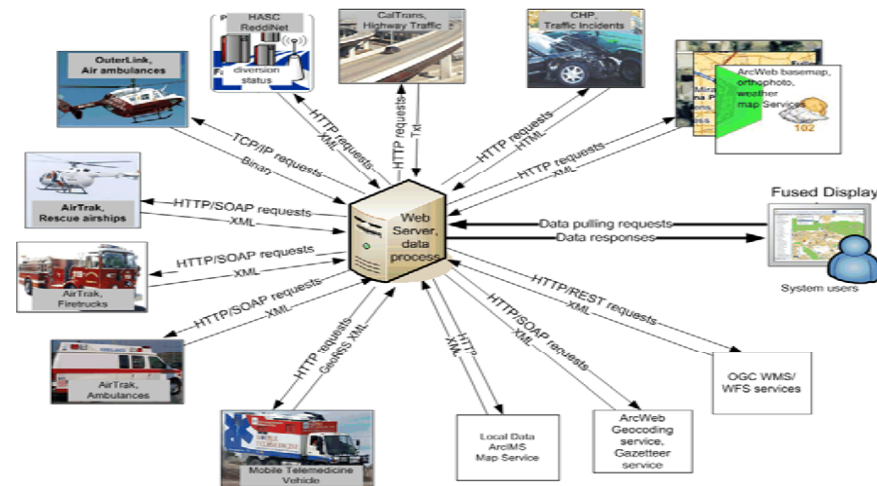 HASC
ReddiNet
diversion
status
CalTrans,
Highway Traffic
CHP,
Traffic Incidents
OuterLink,
Air ambulances
ArcWeb basemap,
orthophoto,
weather
map Services
102
HTTP requests
XML
HTTP requests
Txt
HTTP requests
HTML
HTTP requests
XML
TCP/IP requests
Binary
AirTrak,
Rescue airships
HTTP/SOAP requests
XML
Web
Server,
data
process
Data pulling requests
Data responses
Fused Display
System users
AirTrak,
Firetrucks
HTTP/SOAP requests
XML
HTTP/SOAP requests
XML
AirTrak,
Ambulances
HTTP requests
GeoRSS XML
Mobile Telemedicine
Vehicle
HTTP
XML
Local Data
ArcIMS
Map Service
HTTP/SOAP requests
XML
ArcWeb
Geocoding
service,
Gazetteer
service
HTTP/REST requests
XML
OGC WMS/
WFS services